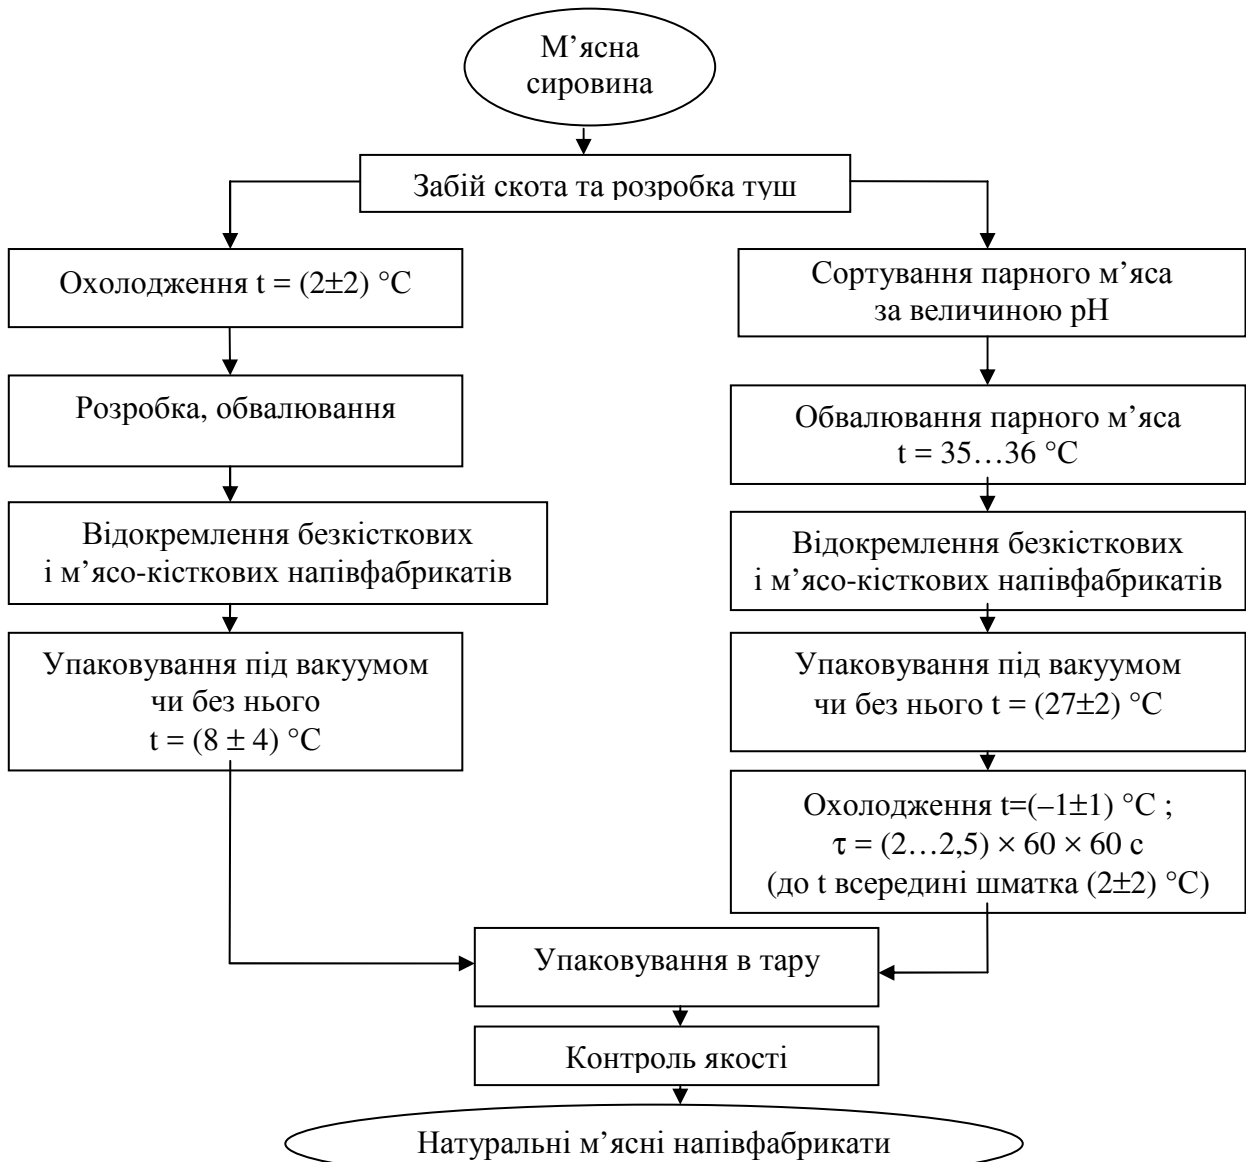 М’ясна
сировина
Забій скота та розробка туш
Охолодження t = (2±2) °С
Розробка, обвалювання
Відокремлення безкісткових
і м’ясо-кісткових напівфабрикатів
Упаковування під вакуумом
чи без нього
t = (8 ± 4) °С
Сортування парного м’яса
за величиною рН
Обвалювання парного м’яса
t = 35…36 °С
Відокремлення безкісткових
і м’ясо-кісткових напівфабрикатів
Упаковування під вакуумом
чи без нього t = (27±2) °С
Охолодження t=(–1±1) °С ;
τ = (2…2,5) × 60 × 60 с
(до t всередині шматка (2±2) °С)
Упаковування в тару
Контроль якості
Натуральні м’ясні напівфабрикати